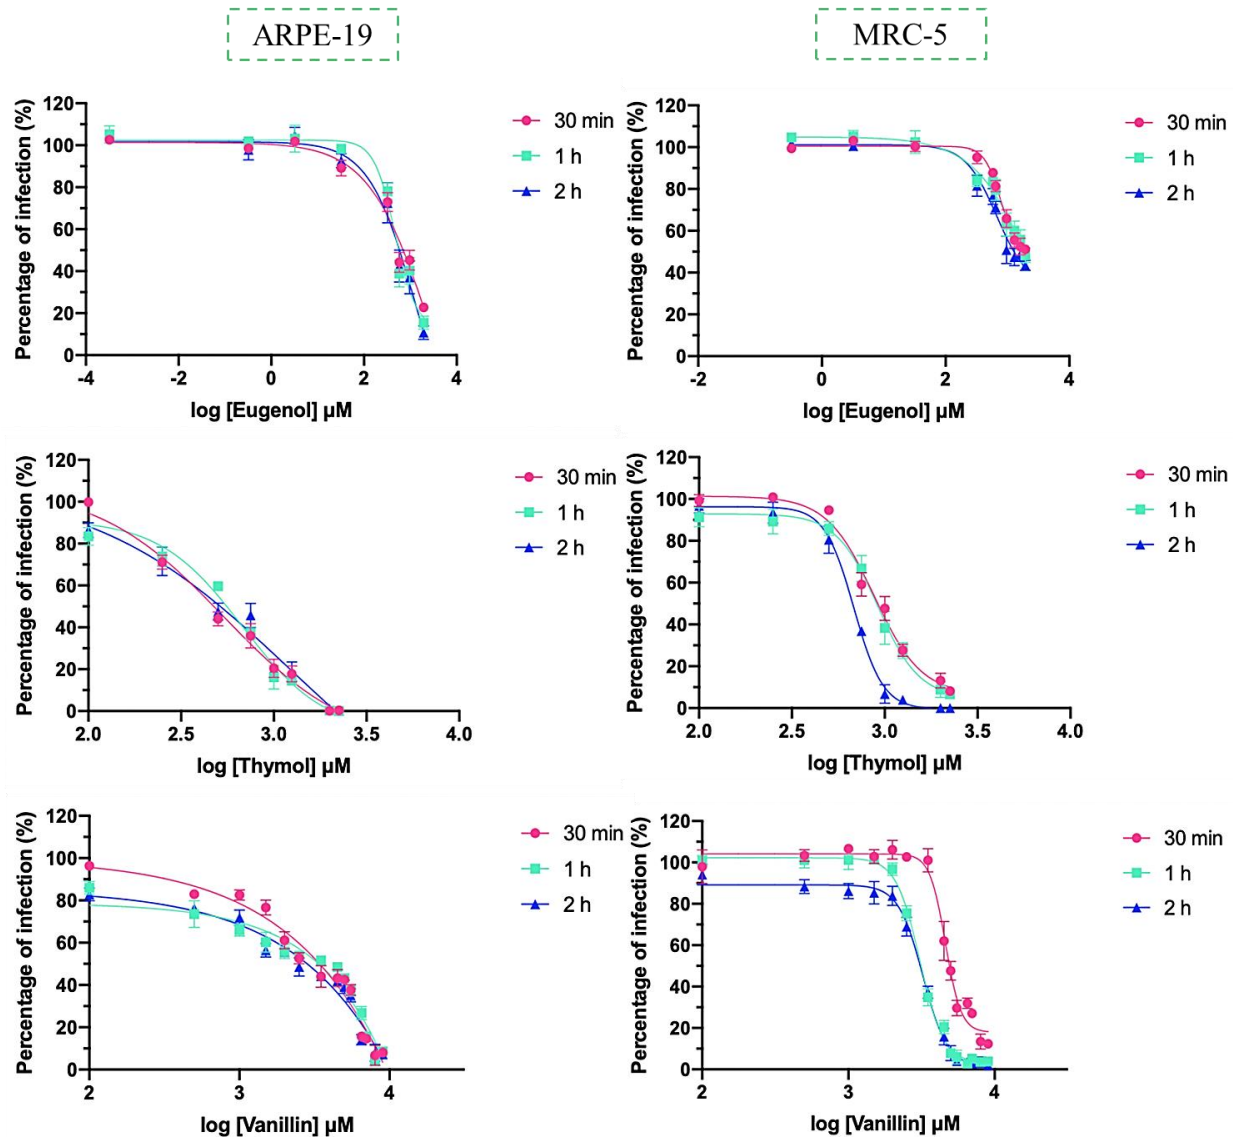 ARPE-19
MRC-5
Percentage of infection (%)
120
100
80
60
40
20
0
-4
-2
0
2
4
log [Eugenol] µM
30 min
1 h
2 h
Percentage of infection (%)
120
100
80
60
40
20
0
-2
0
2
4
log [Eugenol] µM
30 min
1 h
2 h
Percentage of infection (%)
120
100
80
60
40
20
0
2.0
2.5
3.0
3.5
4.0
log [Thymol] µM
30 min
1 h
2 h
Percentage of infection (%)
120
100
80
60
40
20
0
2.0
2.5
3.0
3.5
4.0
log [Thymol] µM
30 min
1 h
2 h
Percentage of infection (%)
120
100
80
60
40
20
0
2
3
4
log [Vanillin] µM
30 min
1 h
2 h
Percentage of infection (%)
120
100
80
60
40
20
0
2
3
4
log [Vanillin] µM
30 min
1 h
2 h